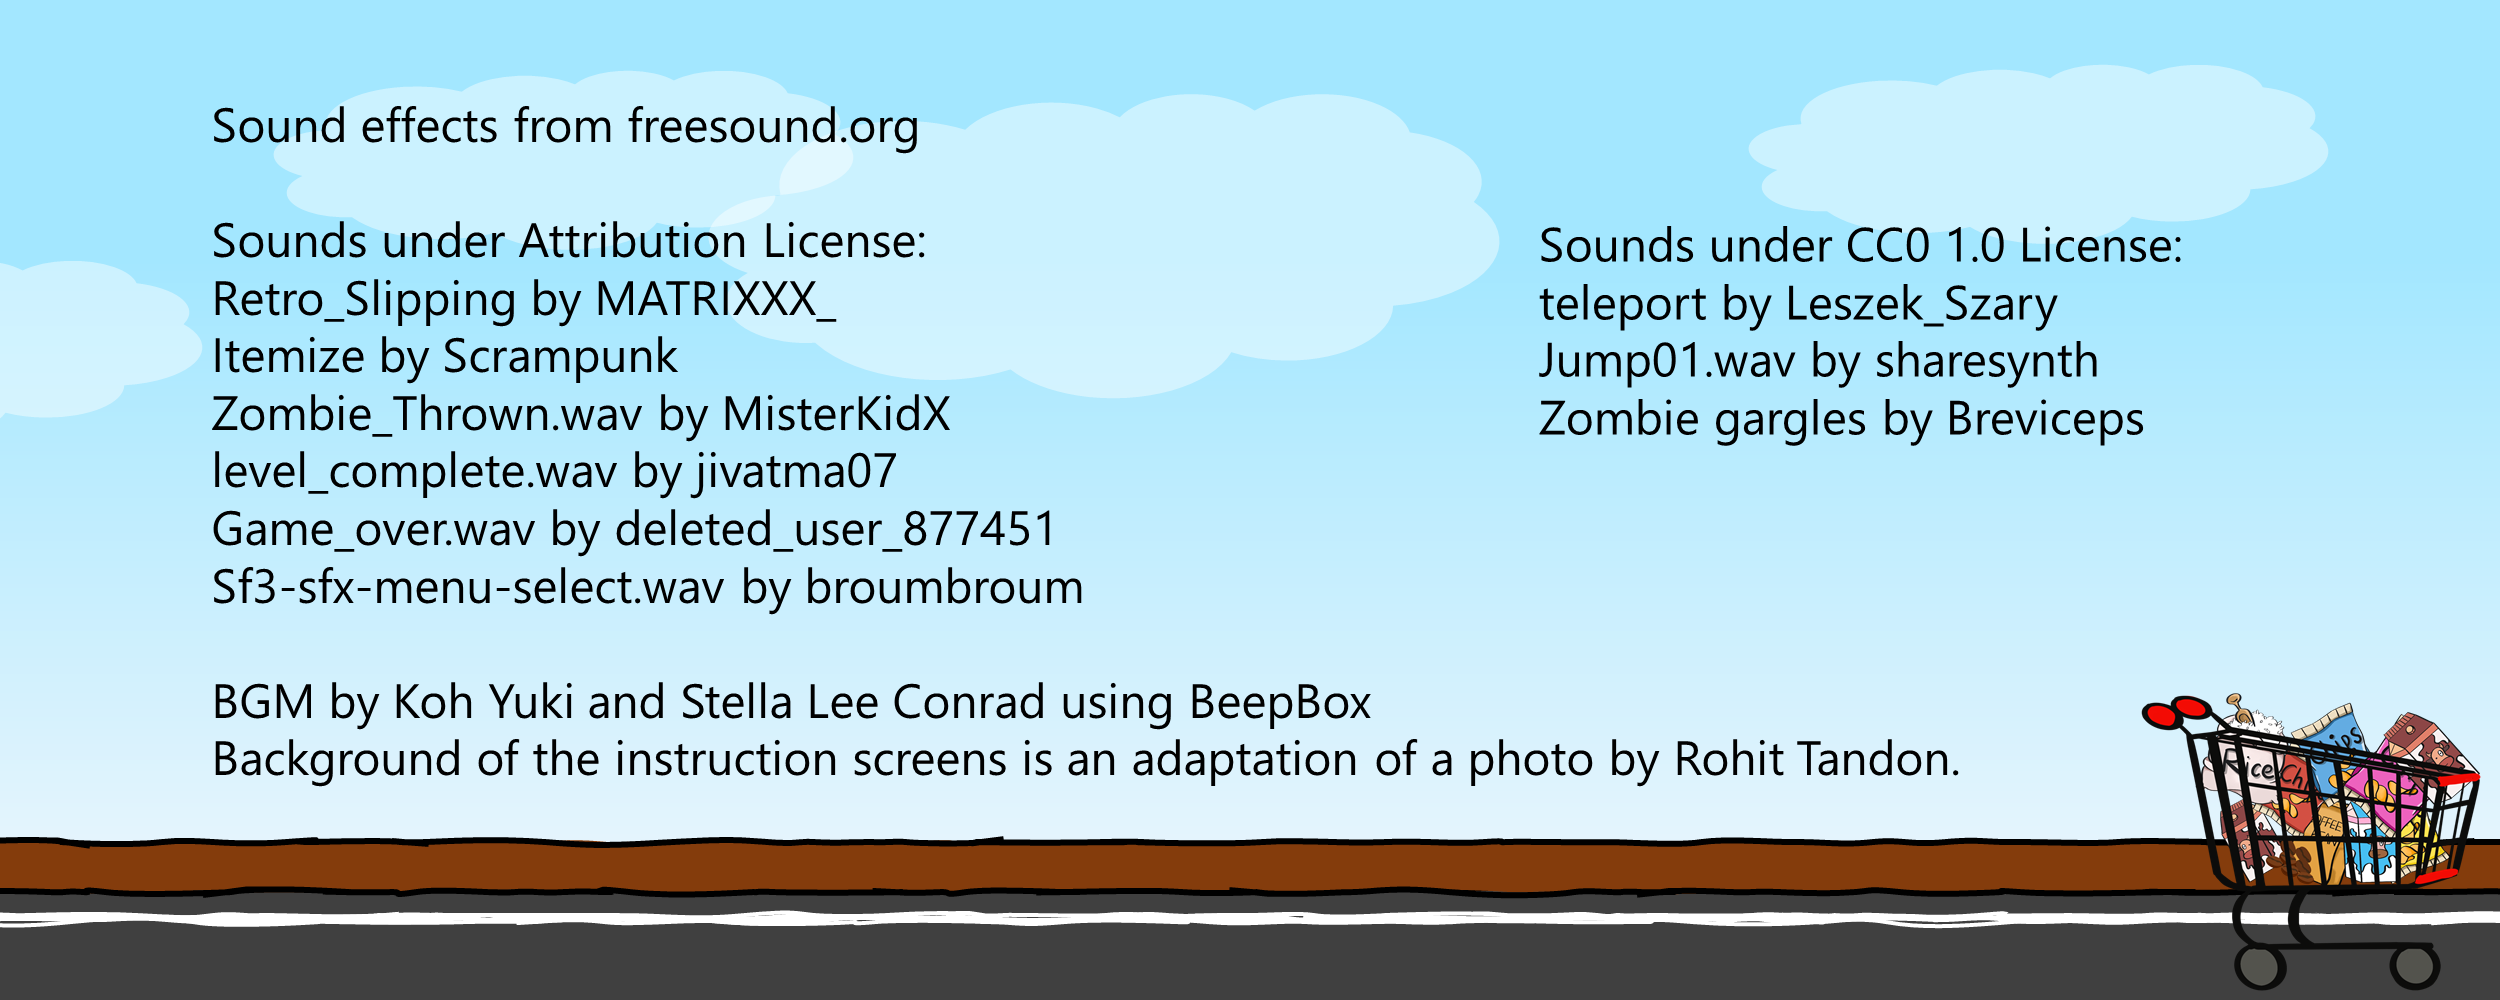 Sound effects from freesound.org
Sounds under Attribution License:
Retro_Slipping by MATRIXXX_
Itemize by Scrampunk
Zombie_Thrown.wav by MisterKidX
level_complete.wav by jivatma07
Game_over.wav by deleted_user_877451
Sf3-sfx-menu-select.wav by broumbroum
Sounds under CC0 1.0 License:
teleport by Leszek_Szary
Jump01.wav by sharesynth
Zombie gargles by Breviceps
BGM by Koh Yuki and Stella Lee Conrad using BeepBox
Background of the instruction screens is an adaptation of a photo by Rohit Tandon.
Chips
Rice